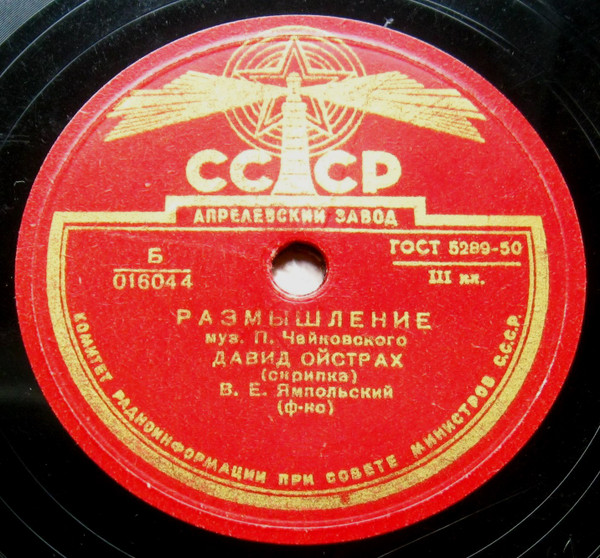 СССР
АПРЕЛЕВСКИЙ ЗАВОД
Б
016044
ГОСТ 5289-50
III кл.
РАЗМЫШЛЕНИЕ
муз. П. Чайковского
ДАВИД ОЙСТРАХ
(скрипка)
В. Е. Ямпольский
(ф-но)
КОМИТЕТ РАДИОИНФОРМАЦИИ ПРИ СОВЕТЕ МИНИСТРОВ С.С.С.Р.